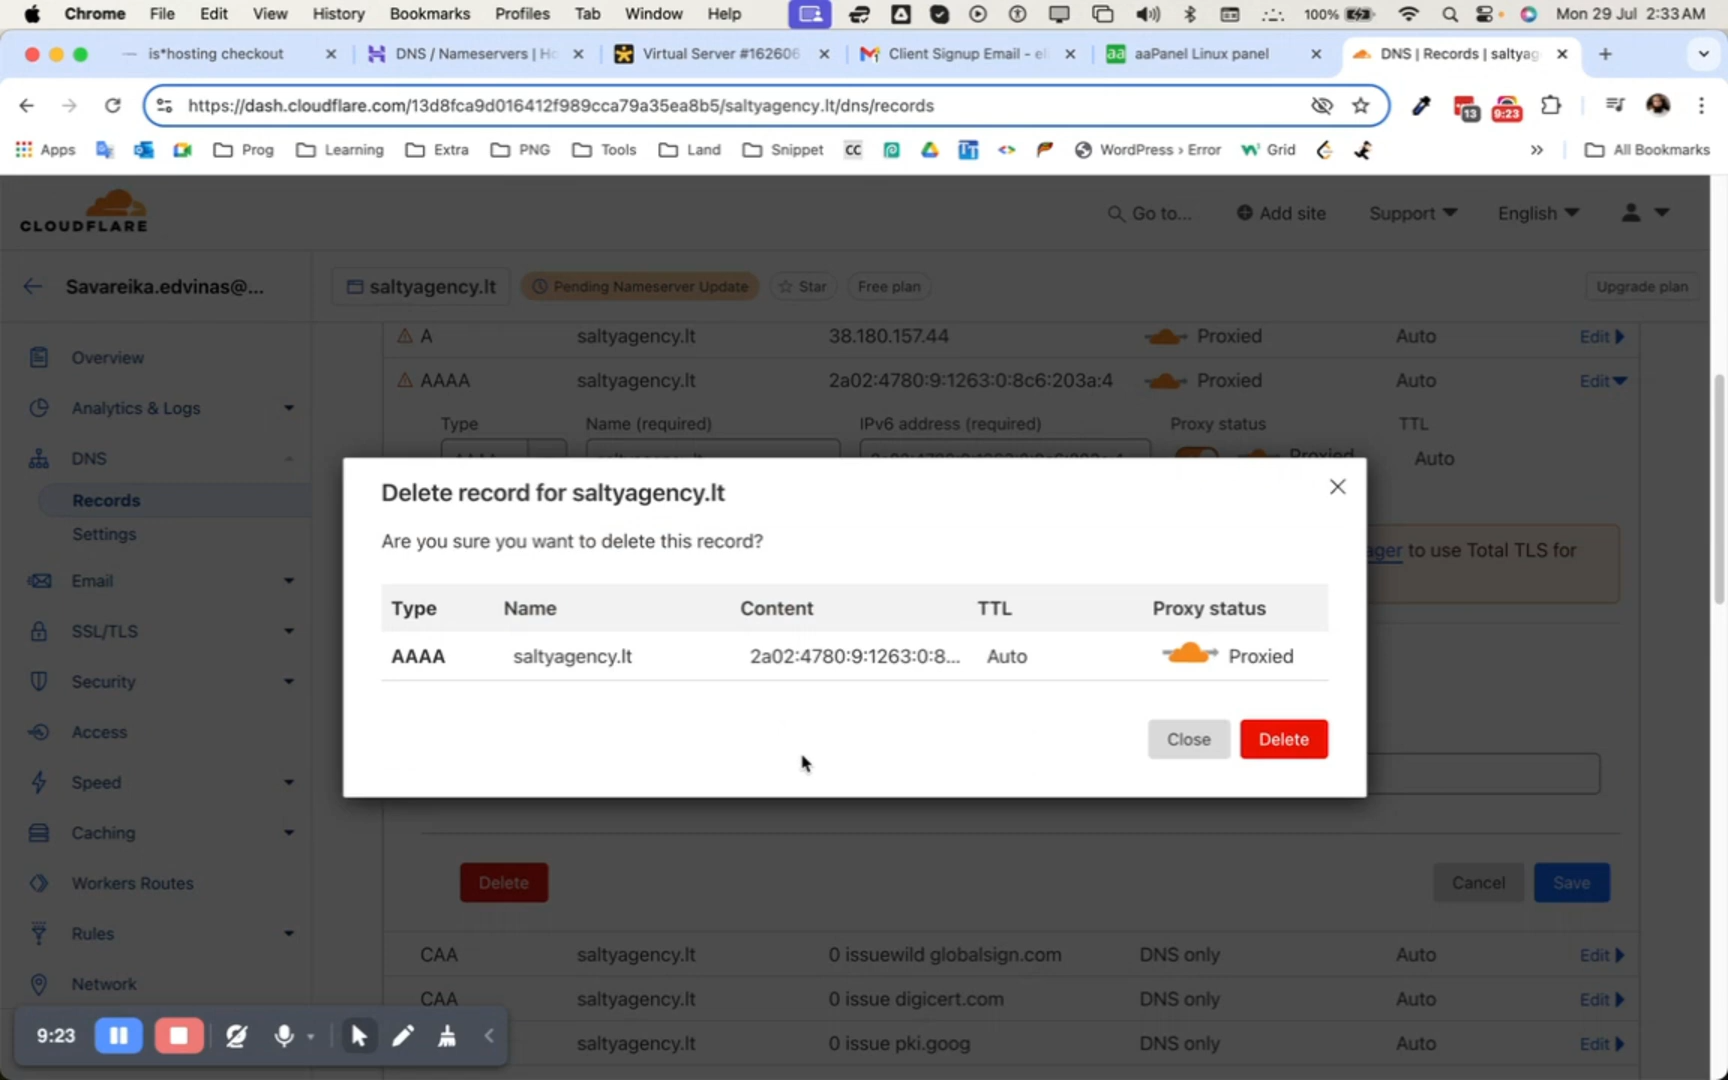 Chrome File Edit View History Bookmarks Profiles Tab Window Help 100% Mon 29 Jul 2:33 AM
is*hosting checkout DNS / Nameservers | Ho Virtual Server #162606 Client Signup Email - el aaPanel Linux panel DNS | Records | saltyag
https://dash.cloudflare.com/13d8fca9d016412f989cca79a35ea8b5/saltyagency.lt/dns/records 13 9:23
Apps Prog Learning Extra PNG Tools Land Snippet CC WordPress › Error Grid » All Bookmarks
CLOUDFLARE Go to... Add site Support English
Savareika.edvinas@... saltyagency.lt Pending Nameserver Update Star Free plan Upgrade plan
Overview
Analytics & Logs
DNS
Records
Settings
Email
SSL/TLS
Security
Access
Speed
Caching
Workers Routes
Rules
Network
A saltyagency.lt 38.180.157.44 Proxied Auto Edit
AAAA saltyagency.lt 2a02:4780:9:1263:0:8c6:203a:4 Proxied Auto Edit
Type Name (required) IPv6 address (required) Proxy status TTL
Proxied Auto
to use Total TLS for
Delete record for saltyagency.lt
Are you sure you want to delete this record?
Type Name Content TTL Proxy status
AAAA saltyagency.lt 2a02:4780:9:1263:0:8... Auto Proxied
Close Delete
Delete Cancel Save
CAA saltyagency.lt 0 issuewild globalsign.com DNS only Auto Edit
CAA saltyagency.lt 0 issue digicert.com DNS only Auto Edit
saltyagency.lt 0 issue pki.goog DNS only Auto Edit
9:23